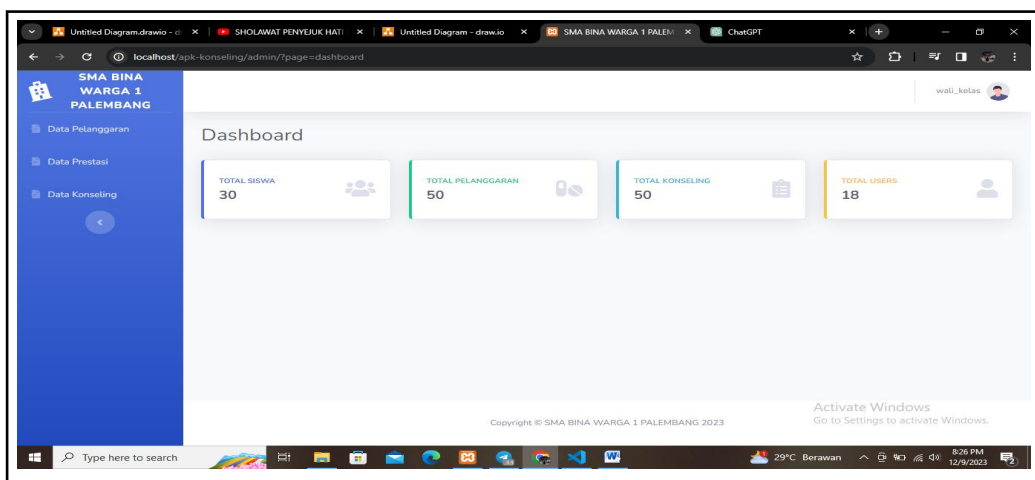 Untitled Diagram.drawio - d
SHOLAWAT PENYEJUK HATI
Untitled Diagram - draw.io
SMA BINA WARGA 1 PALEM
ChatGPT
localhost/apk-konseling/admin/?page=dashboard
SMA BINA
WARGA 1
PALEMBANG
wali_kelas
Data Pelanggaran
Data Prestasi
Data Konseling
Dashboard
TOTAL SISWA
30
TOTAL PELANGGARAN
50
TOTAL KONSELING
50
TOTAL USERS
18
Activate Windows
Go to Settings to activate Windows.
Copyright © SMA BINA WARGA 1 PALEMBANG 2023
Type here to search
29°C Berawan
8:26 PM
12/9/2023
2